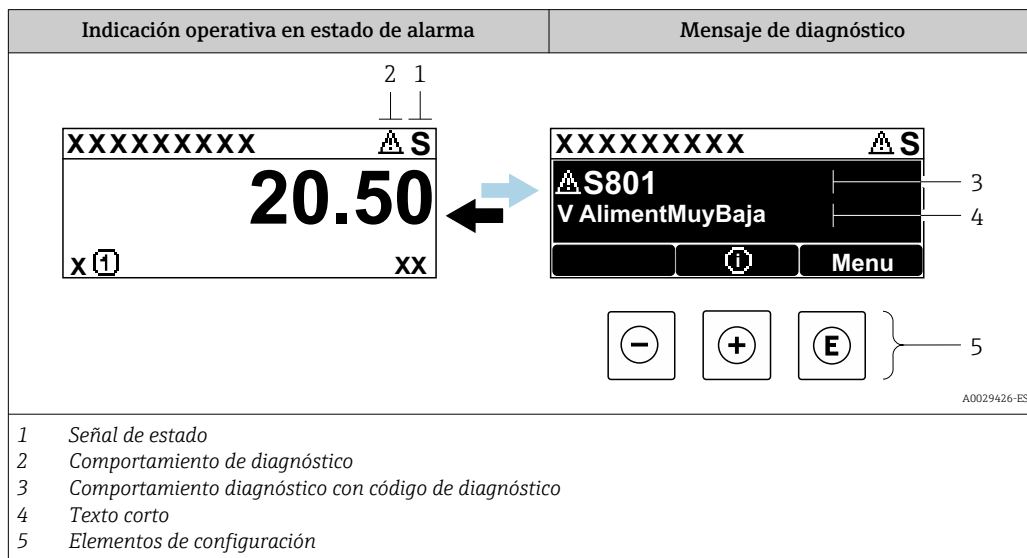 Indicación operativa en estado de alarma
Mensaje de diagnóstico
2 1
XXXXXXXXX S
20.50
x 1 XX
XXXXXXXXX S
S801
V AlimentMuyBaja
i Menu
3
4
- + E
5
A0029426-ES
1 Señal de estado
2 Comportamiento de diagnóstico
3 Comportamiento diagnóstico con código de diagnóstico
4 Texto corto
5 Elementos de configuración